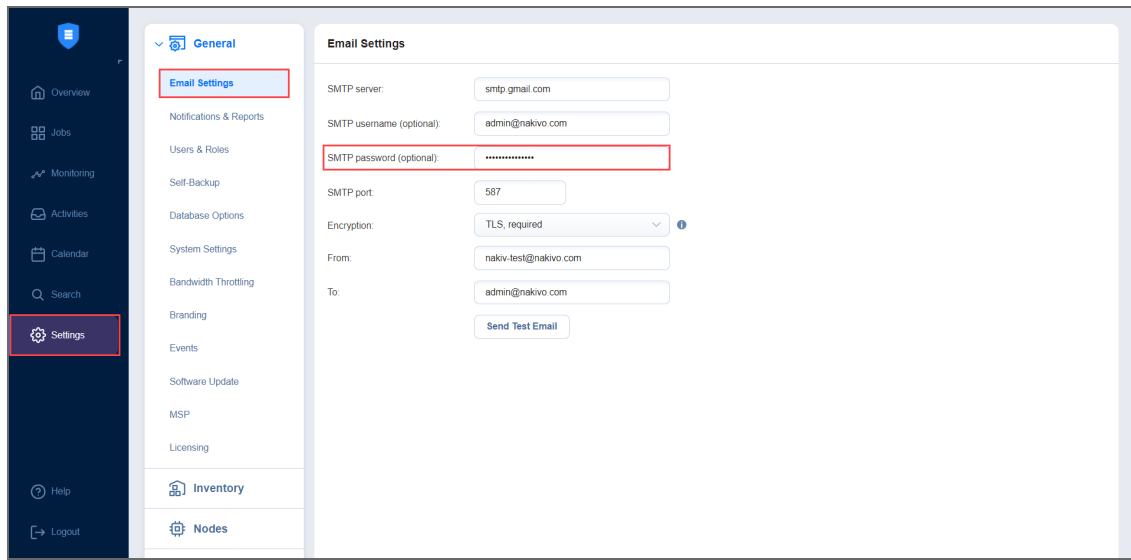 Overview
Jobs
Monitoring
Activities
Calendar
Search
Settings
Help
Logout
General
Email Settings
Notifications & Reports
Users & Roles
Self-Backup
Database Options
System Settings
Bandwidth Throttling
Branding
Events
Software Update
MSP
Licensing
Inventory
Nodes
Email Settings
SMTP server: smtp.gmail.com
SMTP username (optional): admin@nakivo.com
SMTP password (optional): •••••••••••••••
SMTP port: 587
Encryption: TLS, required
From: nakiv-test@nakivo.com
To: admin@nakivo.com
Send Test Email